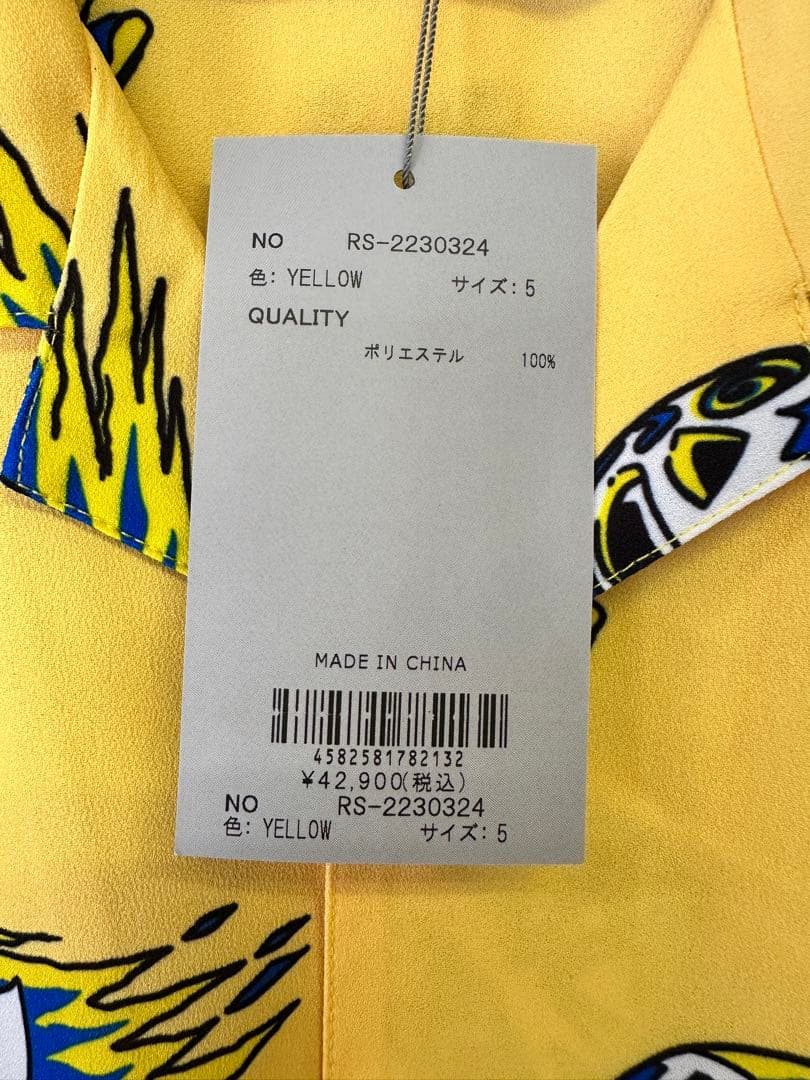 NO RS-2230324
色: YELLOW サイズ: 5
QUALITY
ポリエステル 100%
MADE IN CHINA
4582581782132
¥42,900(税込)
NO RS-2230324
色: YELLOW サイズ: 5